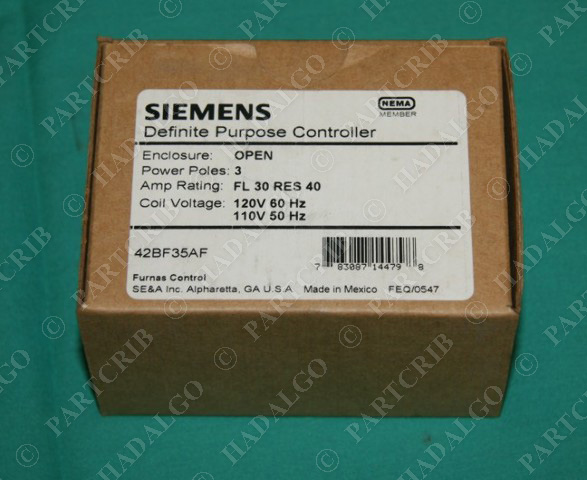 SIEMENS
NEMA
MEMBER
Definite Purpose Controller
Enclosure: OPEN
Power Poles: 3
Amp Rating: FL 30 RES 40
Coil Voltage: 120V 60 Hz
110V 50 Hz
42BF35AF
7 83087 14479 8
Furnas Control
SE&A Inc. Alpharetta, GA U.S.A Made in Mexico FEQ/0547
PARTCRIB
HADALGO